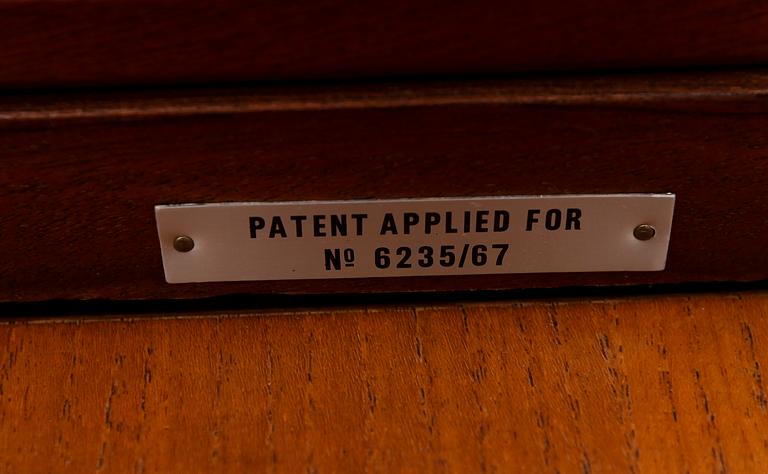 PATENT APPLIED FOR
Nº 6235/67